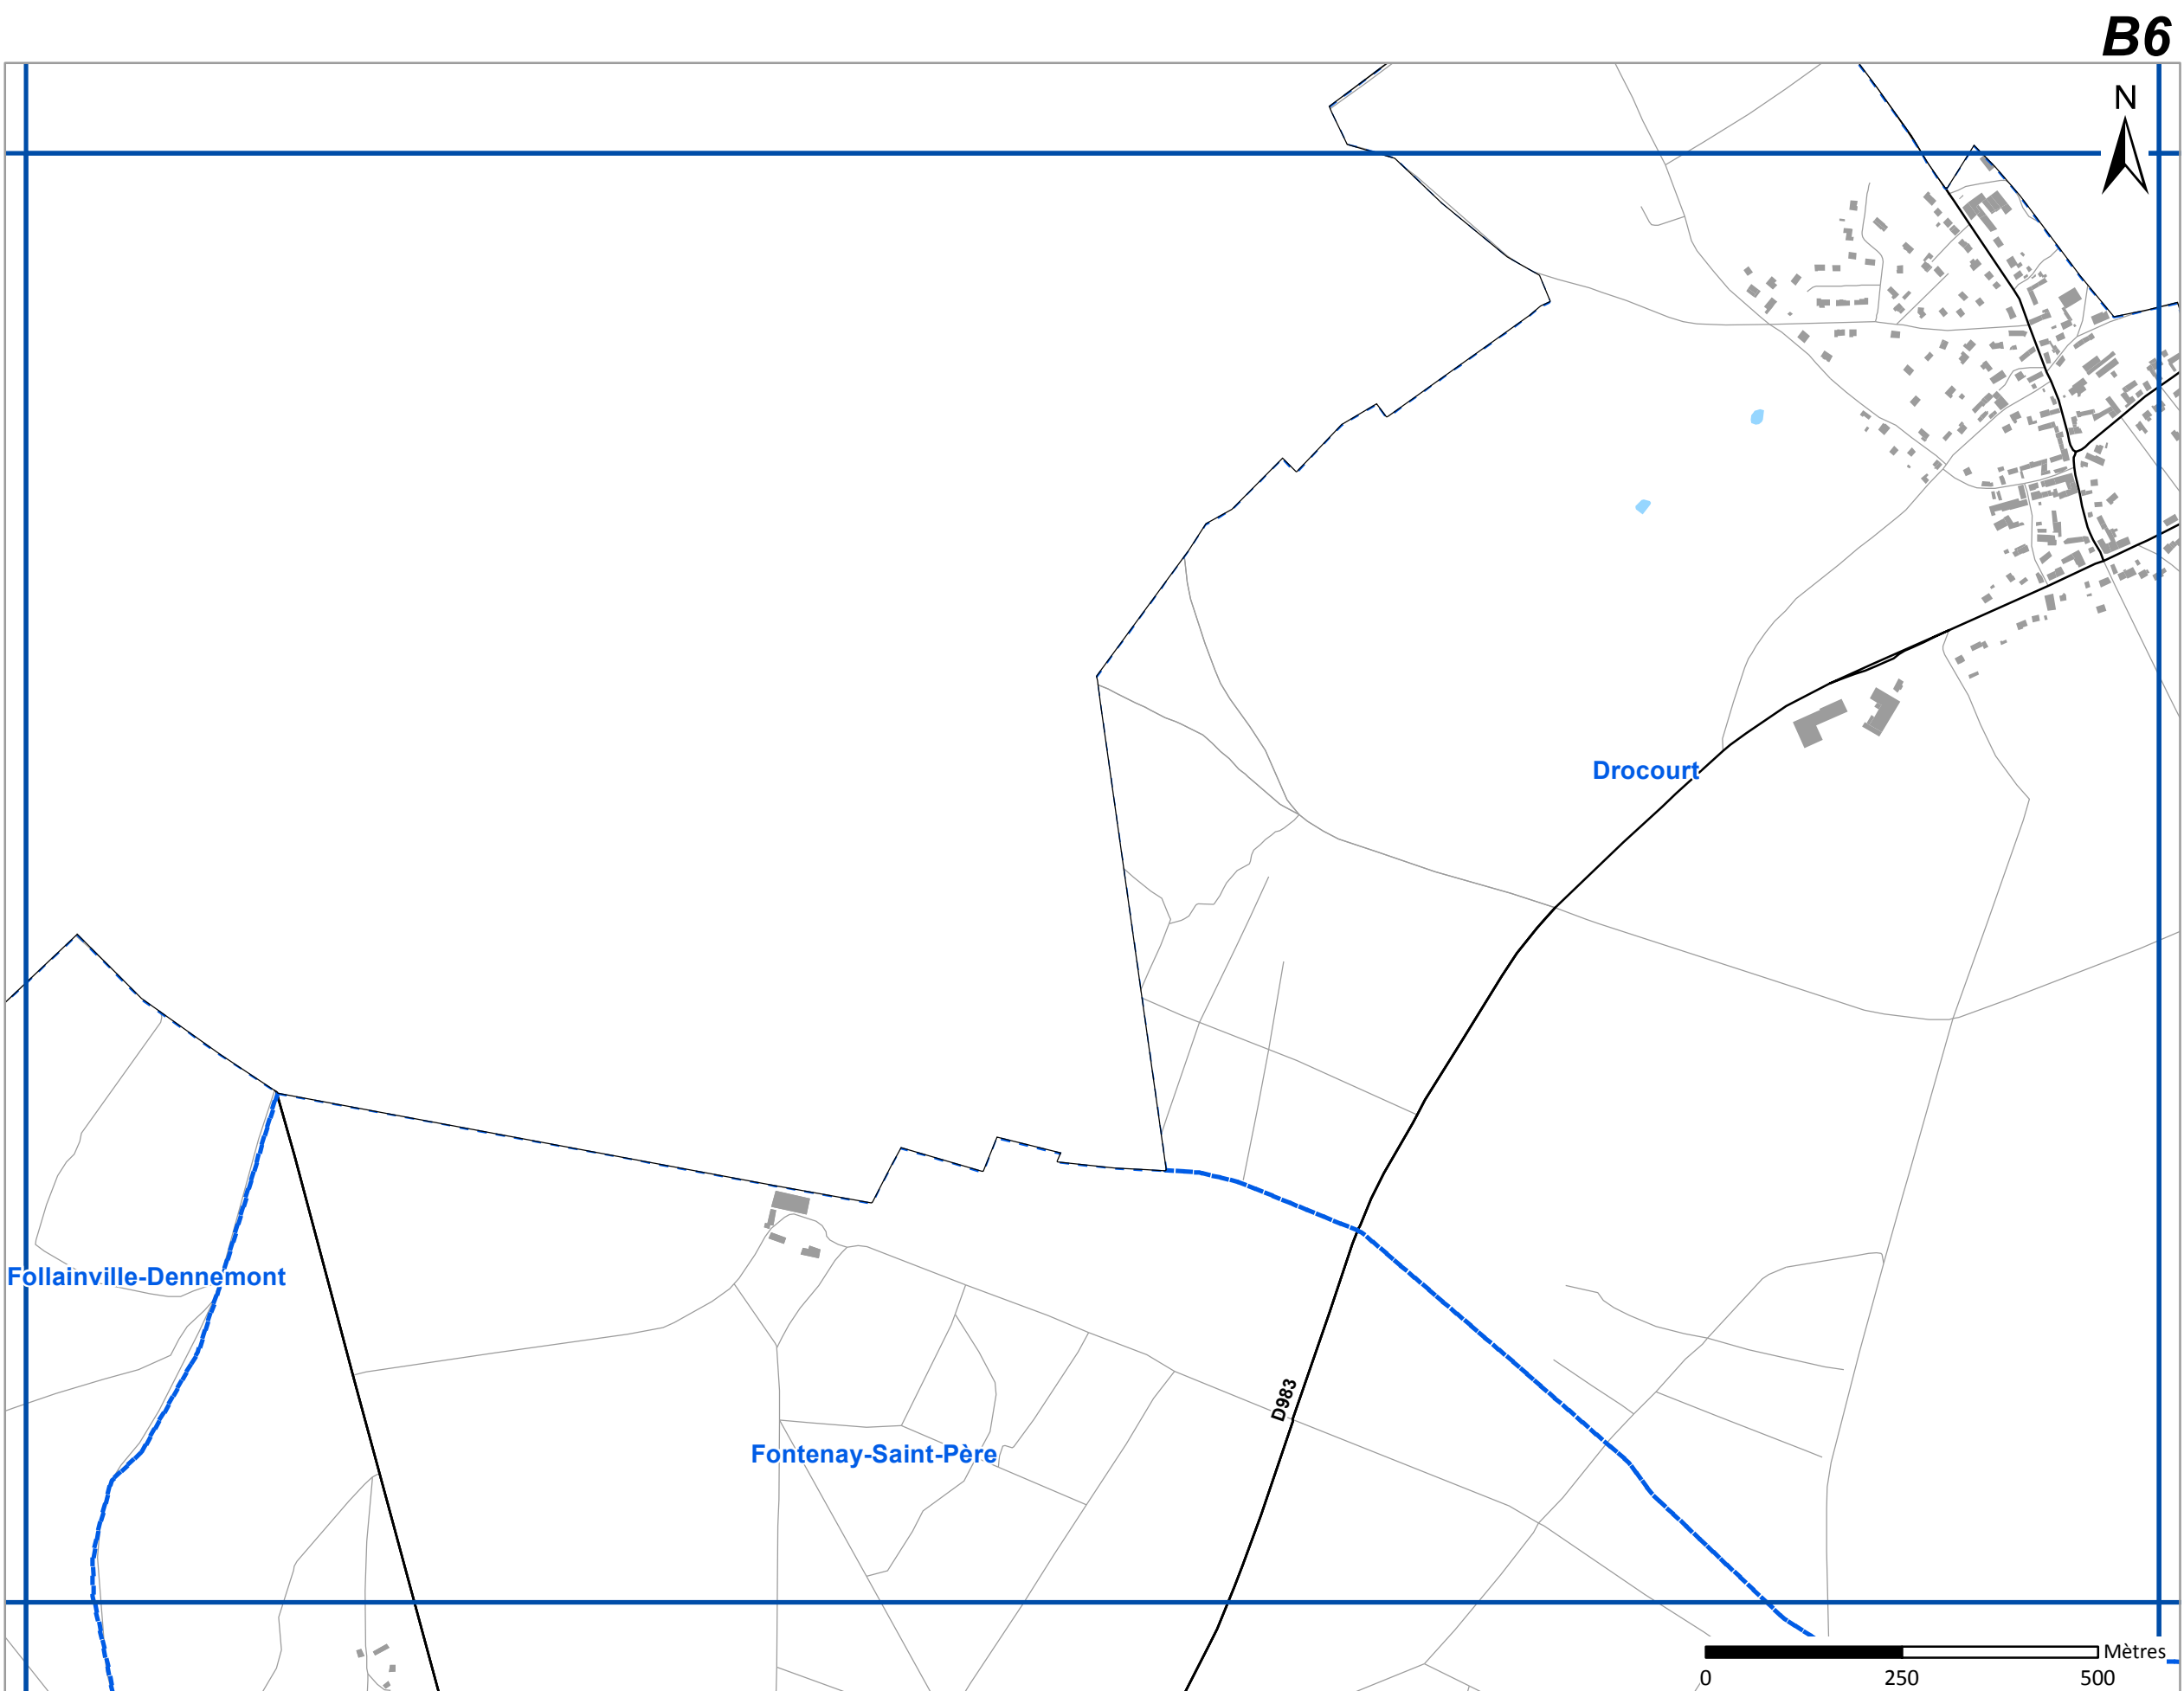 B6
N
Drocourt
Follainville-Dennemont
D983
Fontenay-Saint-Père
Mètres
0 250 500